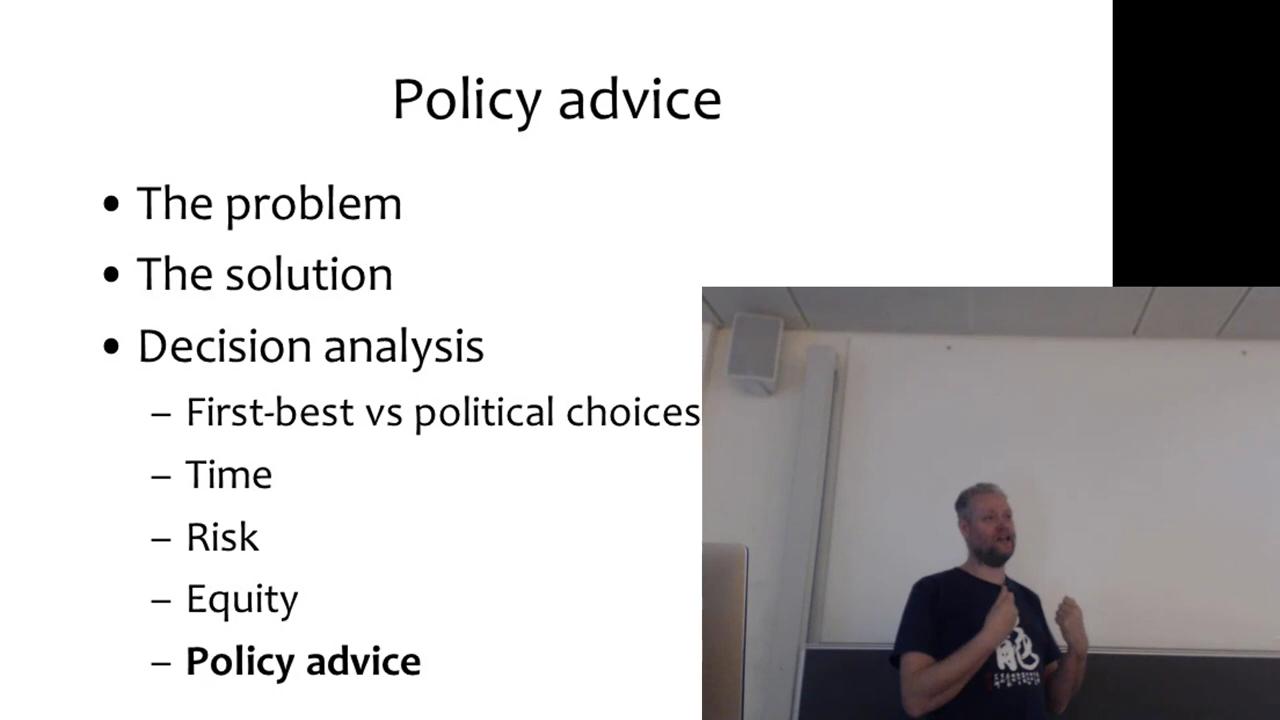 Policy advice
• The problem
• The solution
• Decision analysis
– First-best vs political choices
– Time
– Risk
– Equity
– Policy advice